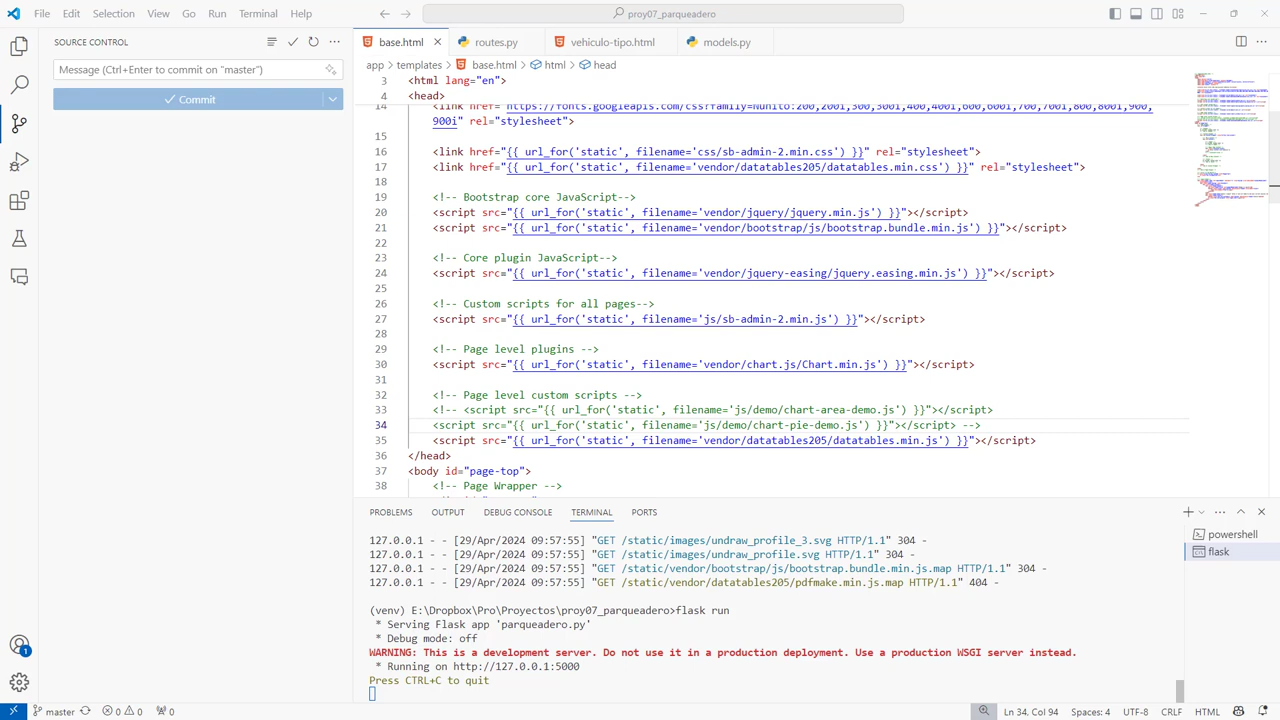 File Edit Selection View Go Run Terminal Help
proy07_parqueadero
SOURCE CONTROL
Message (Ctrl+Enter to commit on "master")
Commit
base.html
routes.py
vehiculo-tipo.html
models.py
app > templates > base.html > html > head
3 <html lang="en">
4 <head>
900i" rel="stylesheet">
15
16 <link href="{{ url_for('static', filename='css/sb-admin-2.min.css') }}" rel="stylesheet">
17 <link href="{{ url_for('static', filename='vendor/datatables205/datatables.min.css') }}" rel="stylesheet">
18
19 <!-- Bootstrap core JavaScript-->
20 <script src="{{ url_for('static', filename='vendor/jquery/jquery.min.js') }}"></script>
21 <script src="{{ url_for('static', filename='vendor/bootstrap/js/bootstrap.bundle.min.js') }}"></script>
22
23 <!-- Core plugin JavaScript-->
24 <script src="{{ url_for('static', filename='vendor/jquery-easing/jquery.easing.min.js') }}"></script>
25
26 <!-- Custom scripts for all pages-->
27 <script src="{{ url_for('static', filename='js/sb-admin-2.min.js') }}"></script>
28
29 <!-- Page level plugins -->
30 <script src="{{ url_for('static', filename='vendor/chart.js/Chart.min.js') }}"></script>
31
32 <!-- Page level custom scripts -->
33 <!-- <script src="{{ url_for('static', filename='js/demo/chart-area-demo.js') }}"></script>
34 <script src="{{ url_for('static', filename='js/demo/chart-pie-demo.js') }}"></script> -->
35 <script src="{{ url_for('static', filename='vendor/datatables205/datatables.min.js') }}"></script>
36 </head>
37 <body id="page-top">
38 <!-- Page Wrapper -->
PROBLEMS OUTPUT DEBUG CONSOLE TERMINAL PORTS
127.0.0.1 - - [29/Apr/2024 09:57:55] "GET /static/images/undraw_profile_3.svg HTTP/1.1" 304 -
127.0.0.1 - - [29/Apr/2024 09:57:55] "GET /static/images/undraw_profile.svg HTTP/1.1" 304 -
127.0.0.1 - - [29/Apr/2024 09:57:55] "GET /static/vendor/bootstrap/js/bootstrap.bundle.min.js.map HTTP/1.1" 304 -
127.0.0.1 - - [29/Apr/2024 09:57:55] "GET /static/vendor/datatables205/pdfmake.min.js.map HTTP/1.1" 404 -
(venv) E:\Dropbox\Pro\Proyectos\proy07_parqueadero>flask run
* Serving Flask app 'parqueadero.py'
* Debug mode: off
WARNING: This is a development server. Do not use it in a production deployment. Use a production WSGI server instead.
* Running on http://127.0.0.1:5000
Press CTRL+C to quit
powershell
flask
1
master 0 0 0 Ln 34, Col 94 Spaces: 4 UTF-8 CRLF HTML